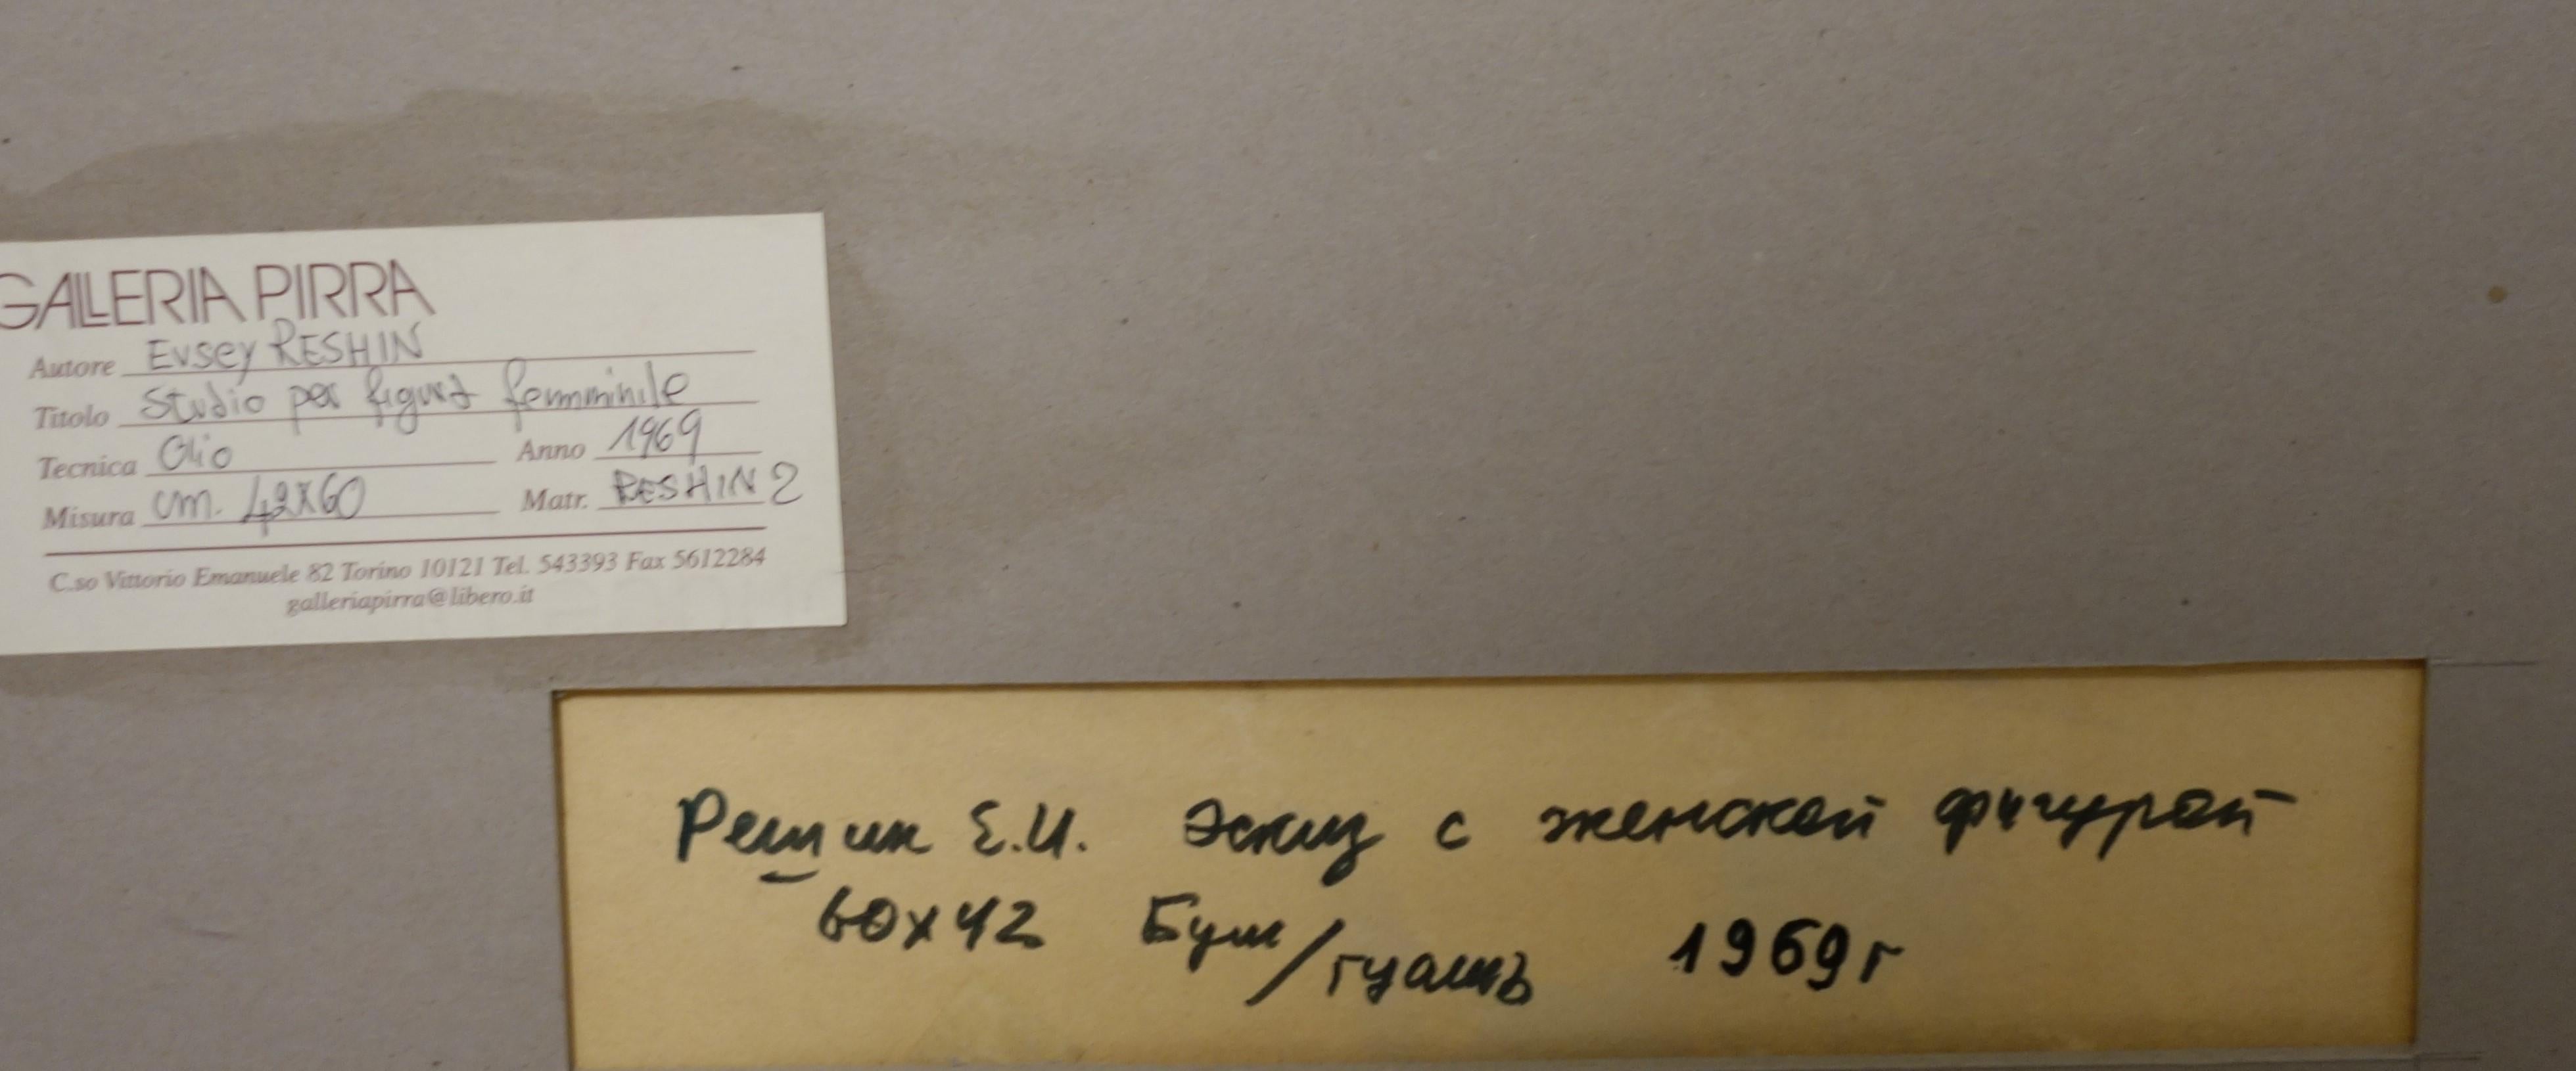 GALLERIA PIRRA
Autore Evsey RESHIN
Titolo Studio per figura femminile
Tecnica Olio Anno 1969
Misura cm. 42X60 Matr. RESHIN 2
C.so Vittorio Emanuele 82 Torino 10121 Tel. 543393 Fax 5612284
galleriapirra@libero.it
Решин Е.И. Эскиз с женской фигурой
60х42 Бум/гуашь 1969г